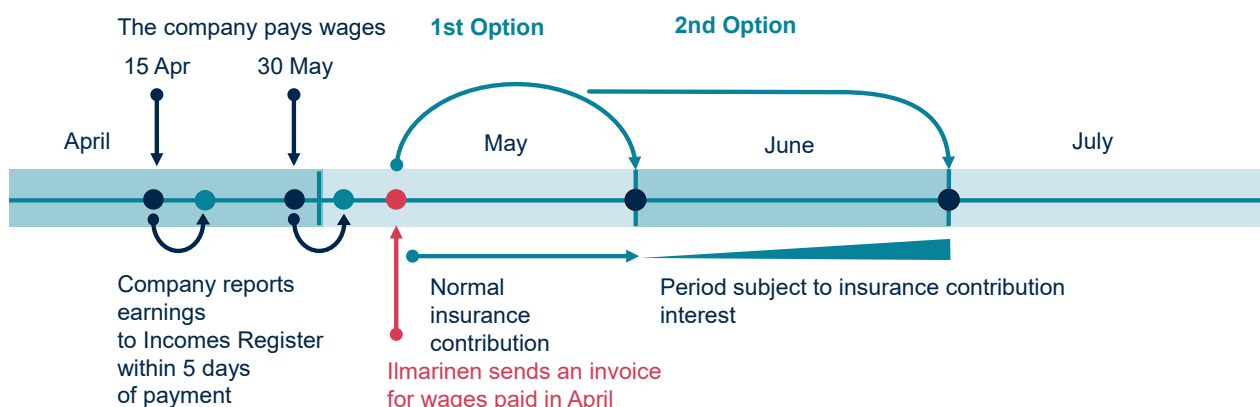 The company pays wages
1st Option
2nd Option
15 Apr
30 May
April
May
June
July
Company reports
earnings
to Incomes Register
within 5 days
of payment
Normal
insurance
contribution
Period subject to insurance contribution
interest
Ilmarinen sends an invoice
for wages paid in April